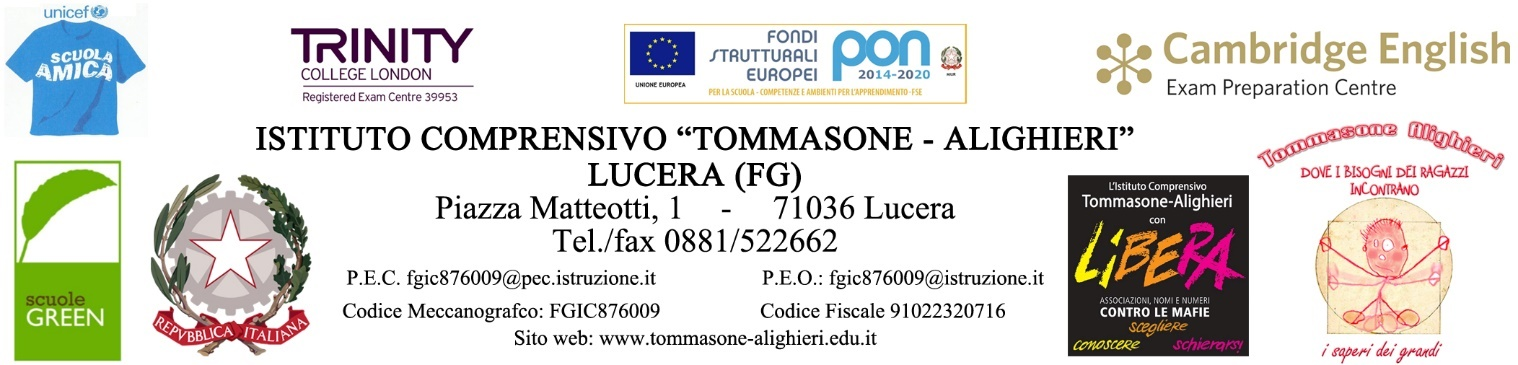 unicef
SCUOLA
AMICA
TRINITY
COLLEGE LONDON
Registered Exam Centre 39953
UNIONE EUROPEA
FONDI
STRUTTURALI
EUROPEI
pon
2014-2020
PER LA SCUOLA - COMPETENZE E AMBIENTI PER L'APPRENDIMENTO - FSE
Cambridge English
Exam Preparation Centre
ISTITUTO COMPRENSIVO “TOMMASONE - ALIGHIERI”
LUCERA (FG)
Piazza Matteotti, 1 - 71036 Lucera
Tel./fax 0881/522662
P.E.C. fgic876009@pec.istruzione.it P.E.O.: fgic876009@istruzione.it
Codice Meccanografco: FGIC876009 Codice Fiscale 91022320716
Sito web: www.tommasone-alighieri.edu.it
scuole
GREEN
REPVBBLICA ITALIANA
L'Istituto Comprensivo
Tommasone-Alighieri
con
LiBERA
ASSOCIAZIONI, NOMI E NUMERI
CONTRO LE MAFIE
scegliere
conoscere schierarsi
Tommasone Alighieri
DOVE I BISOGNI DEI RAGAZZI
INCONTRANO
i saperi dei grandi